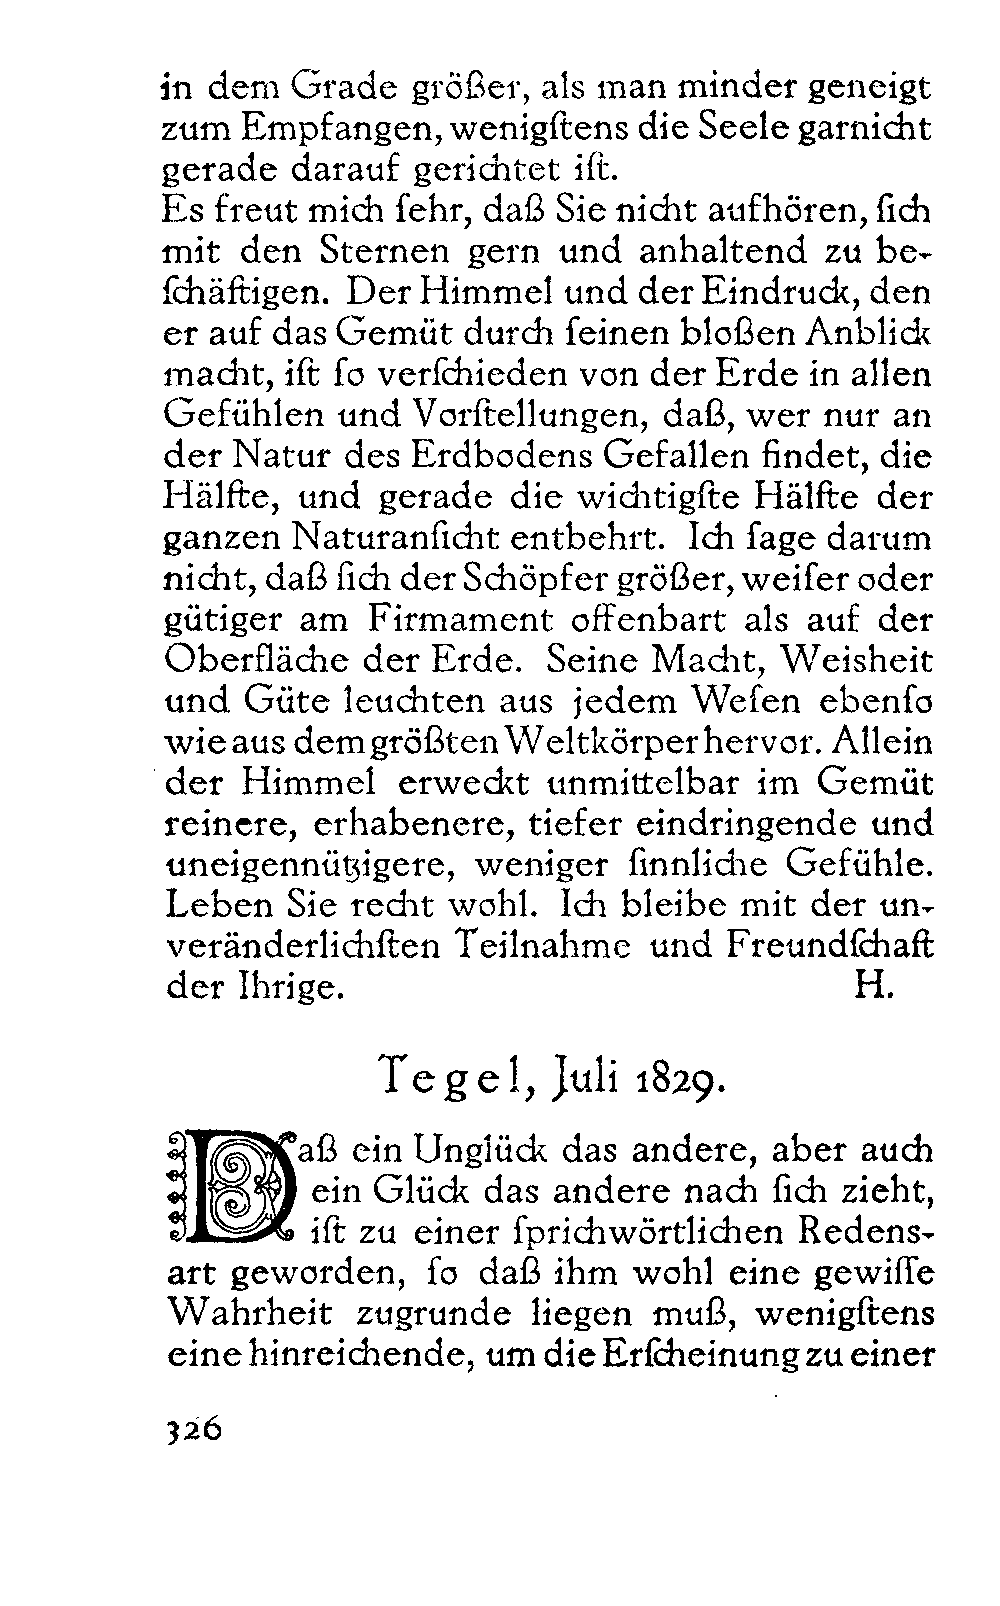 in dem Grade größer, als man minder geneigt
zum Empfangen, wenigſtens die Seele garnicht
gerade darauf gerichtet iſt.
Es freut mich ſehr, daß Sie nicht aufhören, ſich
mit den Sternen gern und anhaltend zu be-
ſchäftigen. Der Himmel und der Eindruck, den
er auf das Gemüt durch ſeinen bloßen Anblick
macht, iſt ſo verſchieden von der Erde in allen
Gefühlen und Vorſtellungen, daß, wer nur an
der Natur des Erdbodens Gefallen findet, die
Hälfte, und gerade die wichtigſte Hälfte der
ganzen Naturanſicht entbehrt. Ich ſage darum
nicht, daß ſich der Schöpfer größer, weiſer oder
gütiger am Firmament offenbart als auf der
Oberfläche der Erde. Seine Macht, Weisheit
und Güte leuchten aus jedem Weſen ebenſo
wie aus dem größten Weltkörper hervor. Allein
der Himmel erweckt unmittelbar im Gemüt
reinere, erhabenere, tiefer eindringende und
uneigennützigere, weniger ſinnliche Gefühle.
Leben Sie recht wohl. Ich bleibe mit der un-
veränderlichſten Teilnahme und Freundſchaft
der Ihrige. H.
Tegel, Juli 1829.
Daß ein Unglück das andere, aber auch
ein Glück das andere nach ſich zieht,
iſt zu einer ſprichwörtlichen Redens-
art geworden, ſo daß ihm wohl eine gewiſſe
Wahrheit zugrunde liegen muß, wenigſtens
eine hinreichende, um die Erſcheinung zu einer
326